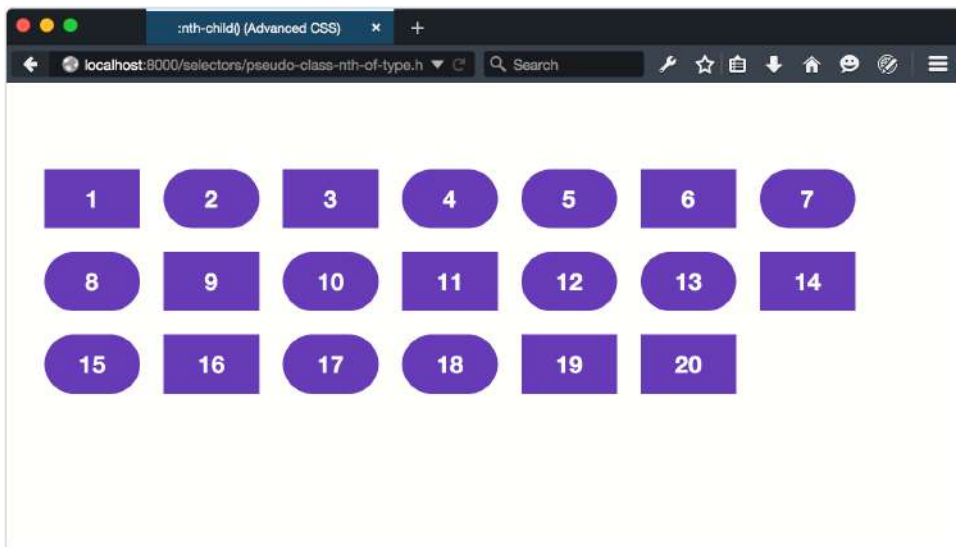 :nth-child() (Advanced CSS) × +
localhost:8000/selectors/pseudo-class-nth-of-type.h Search
1 2 3 4 5 6 7
8 9 10 11 12 13 14
15 16 17 18 19 20